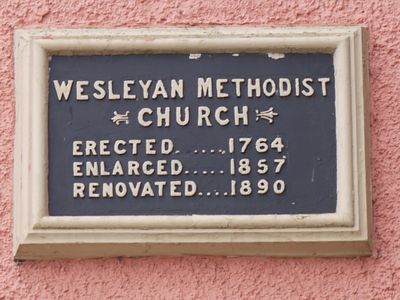 WESLEYAN METHODIST
CHURCH
ERECTED......1764
ENLARGED.....1857
RENOVATED....1890